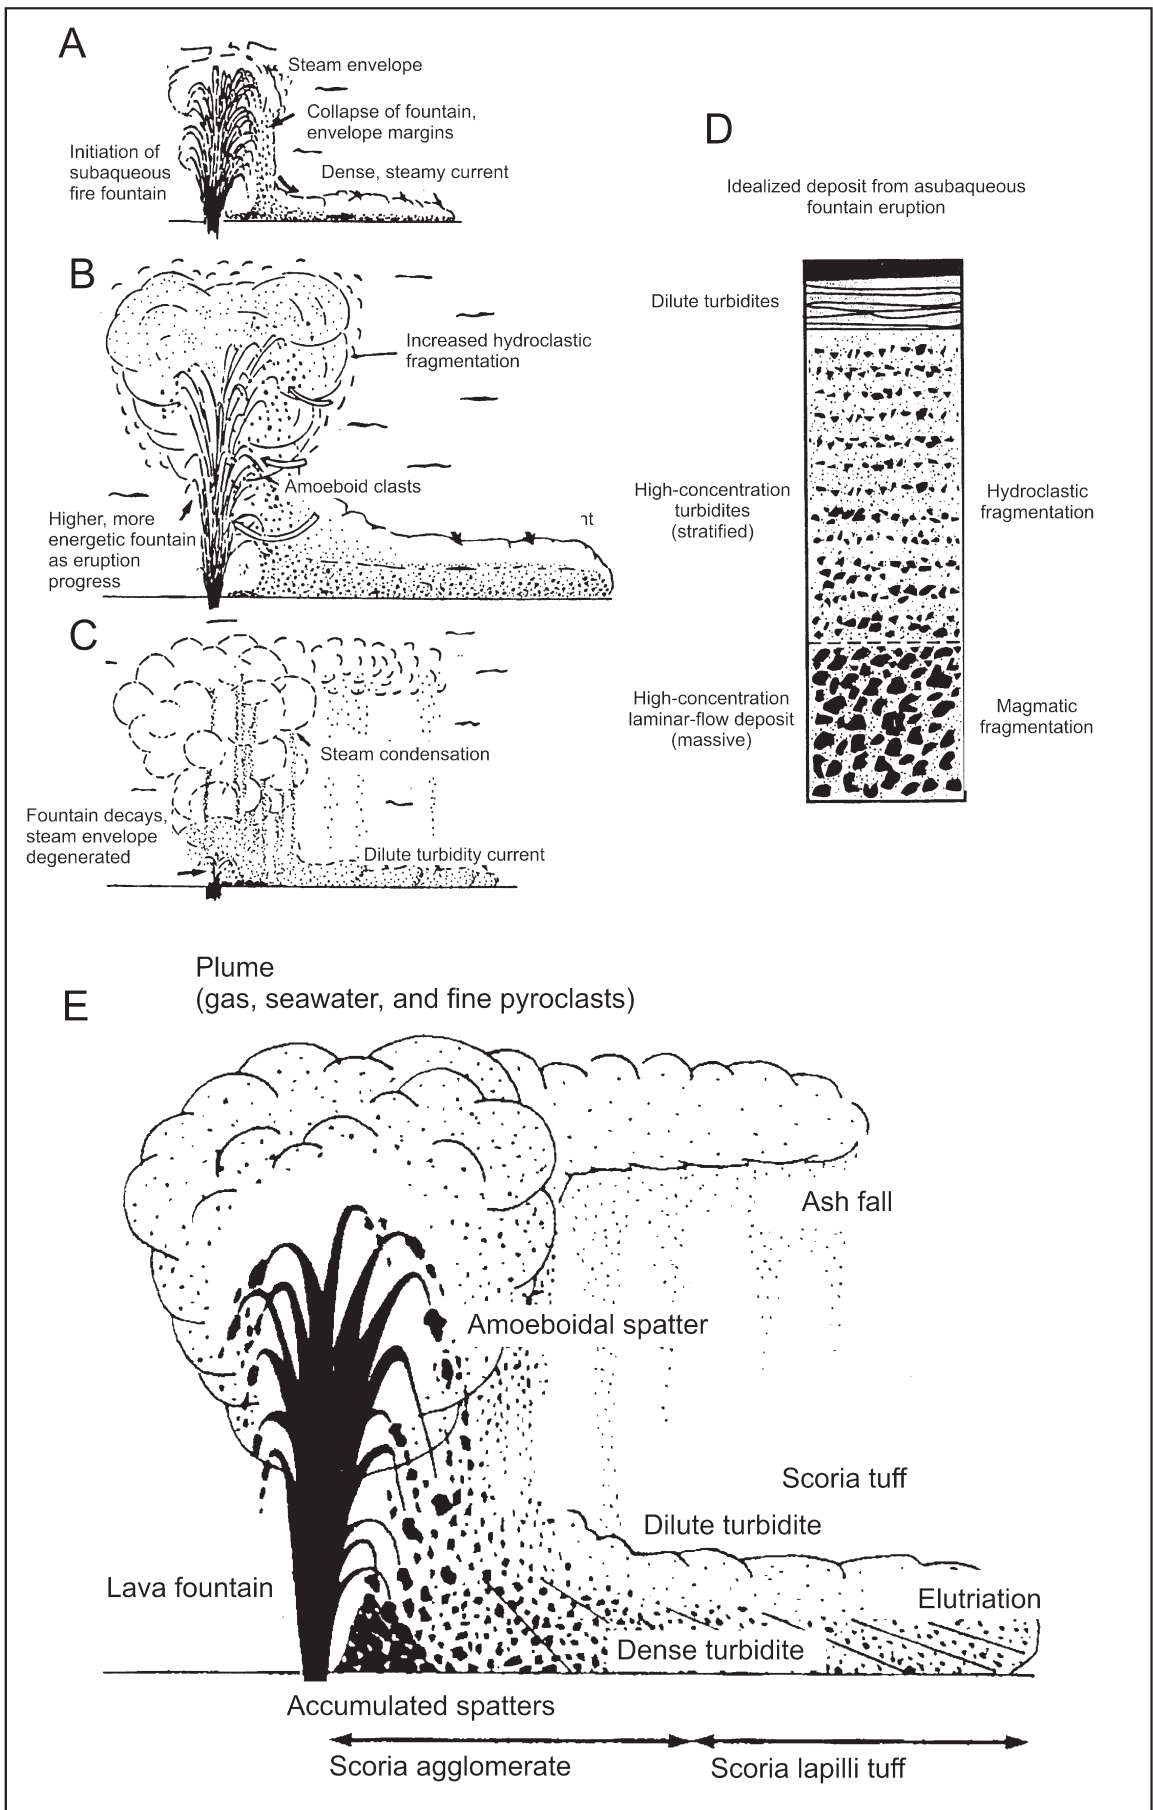 A
Steam envelope
Collapse of fountain,
envelope margins
Initiation of
subaqueous
fire fountain
Dense, steamy current
B
Increased hydroclastic
fragmentation
Amoeboid clasts
Higher, more
energetic fountain
as eruption
progress
nt
C
Steam condensation
Fountain decays,
steam envelope
degenerated
Dilute turbidity current
D
Idealized deposit from asubaqueous
fountain eruption
Dilute turbidites
High-concentration
turbidites
(stratified)
Hydroclastic
fragmentation
High-concentration
laminar-flow deposit
(massive)
Magmatic
fragmentation
E
Plume
(gas, seawater, and fine pyroclasts)
Ash fall
Amoeboidal spatter
Scoria tuff
Dilute turbidite
Lava fountain
Elutriation
Dense turbidite
Accumulated spatters
Scoria agglomerate
Scoria lapilli tuff